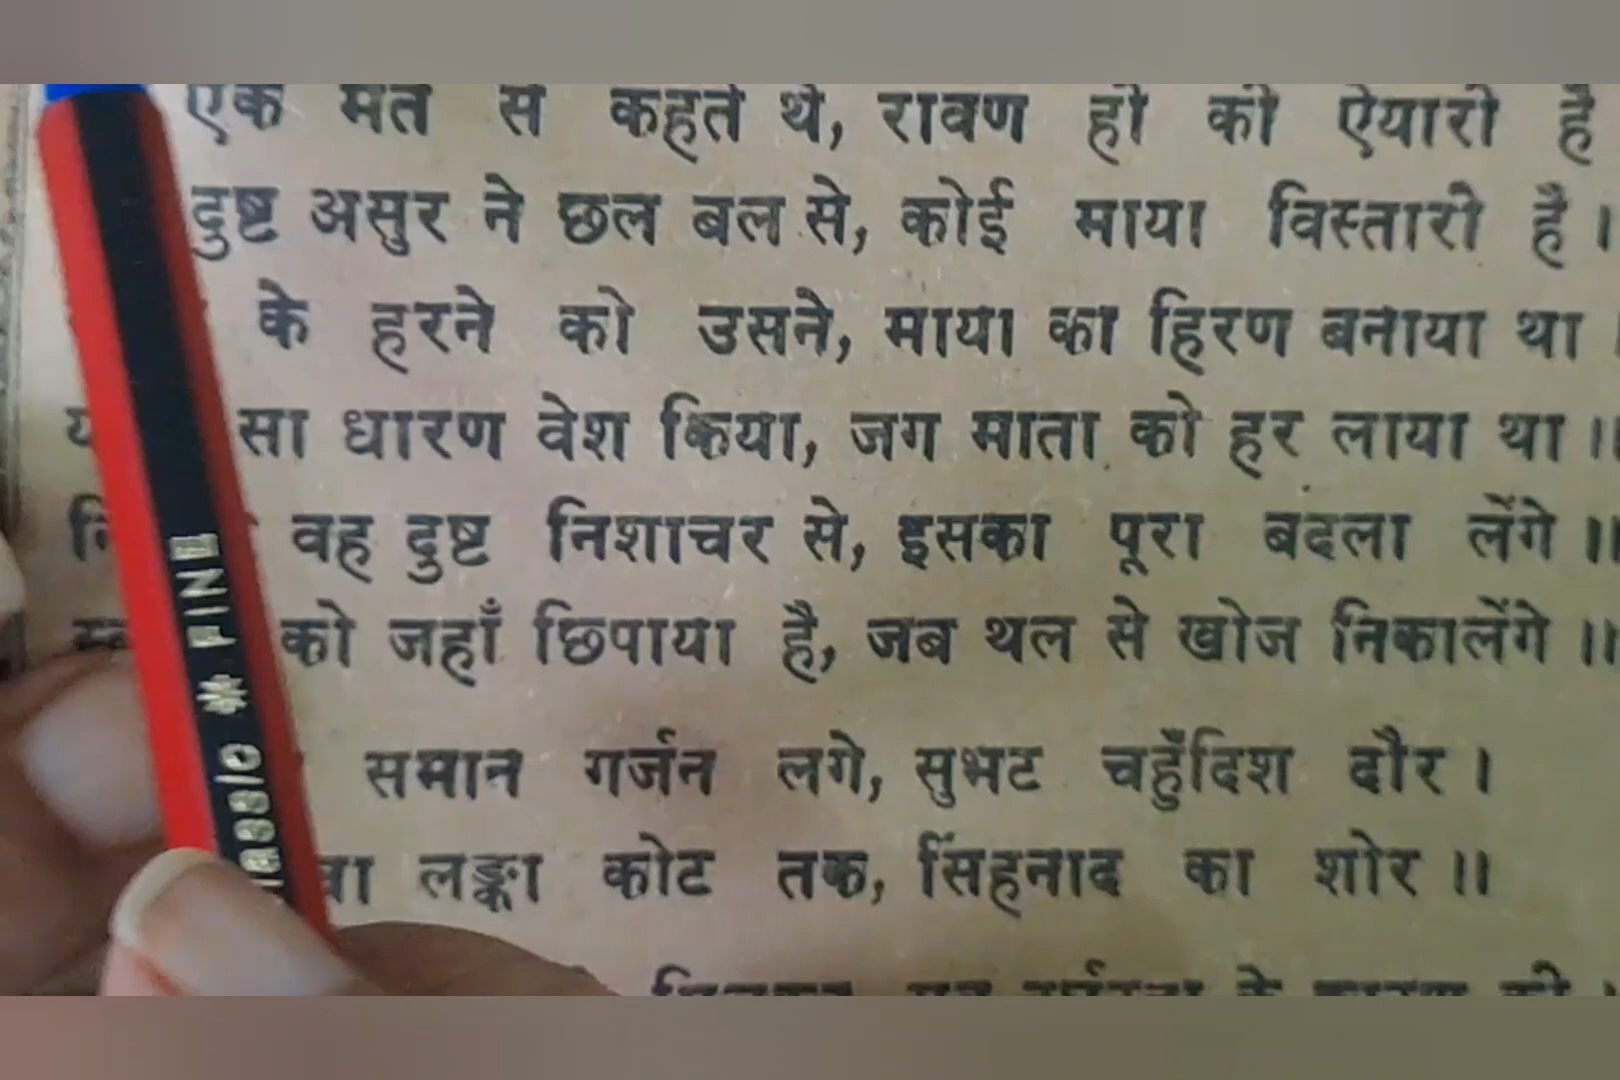 एक मत से कहते थे, रावण ही की ऐयारी है
दुष्ट असुर ने छल बल से, कोई माया विस्तारी है ।
के हरने को उसने, माया का हिरण बनाया था ।
सा धारण वेश किया, जग माता को हर लाया था ।।
वह दुष्ट निशाचर से, इसका पूरा बदला लेंगे ।।
को जहाँ छिपाया है, जब थल से खोज निकालेंगे ।।
समान गर्जन लगे, सुभट चहुँदिश दौर ।
लङ्का कोट तक, सिंहनाद का शोर ।।
classic * FINE